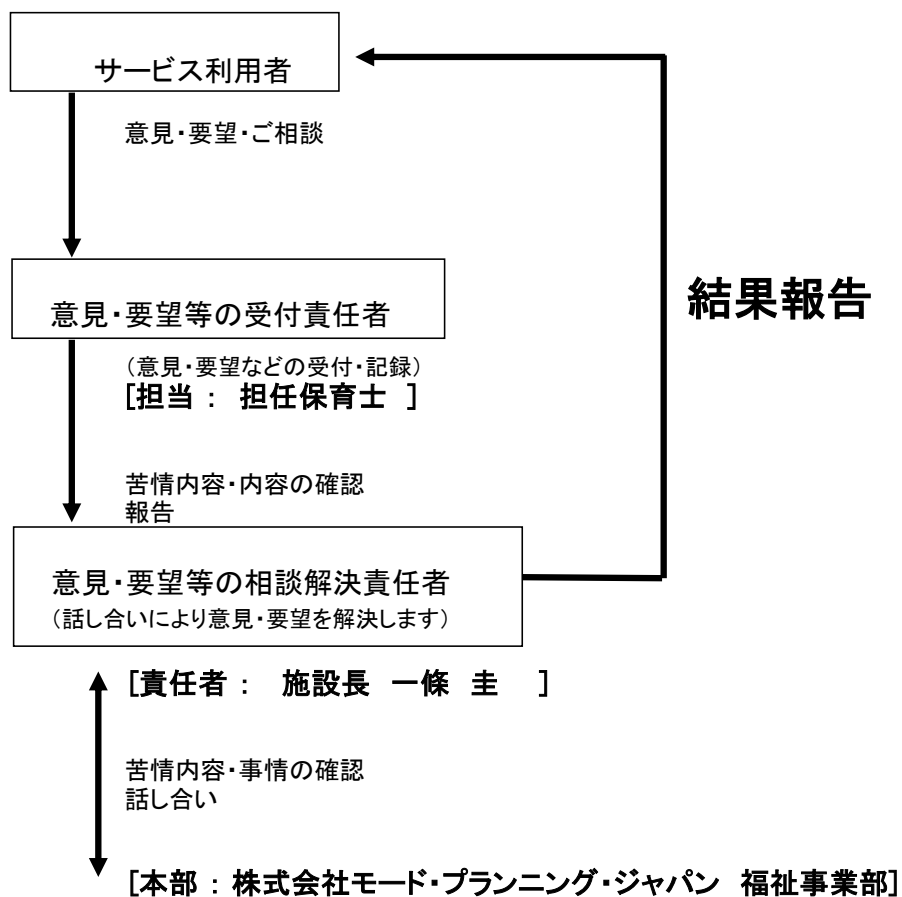 サービス利用者
意見・要望・ご相談
意見・要望等の受付責任者
（意見・要望などの受付・記録）
[担当 ： 担任保育士 ]
苦情内容・内容の確認
報告
意見・要望等の相談解決責任者
（話し合いにより意見・要望を解決します）
[責任者 ： 施設長 一條 圭 ]
苦情内容・事情の確認
話し合い
[本部 ： 株式会社モード・プランニング・ジャパン 福祉事業部]
結果報告